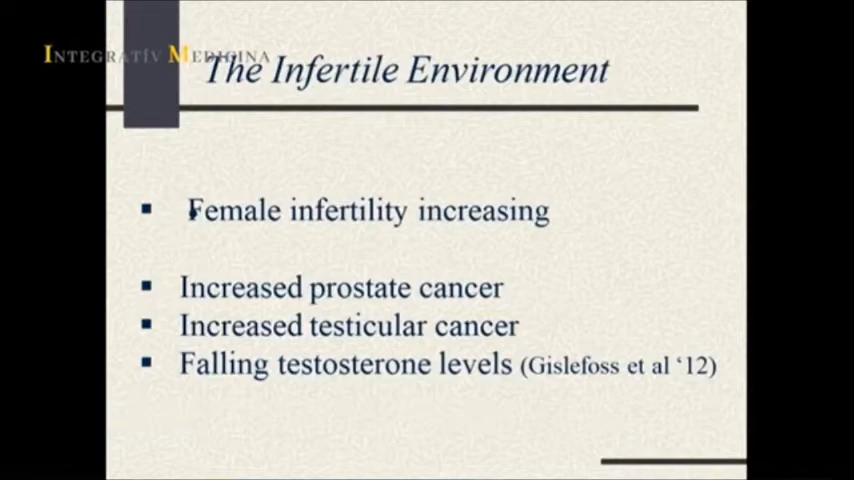 INTEGRATÍV MEDICINA
The Infertile Environment
▪ Female infertility increasing
▪ Increased prostate cancer
▪ Increased testicular cancer
▪ Falling testosterone levels (Gislefoss et al ‘12)